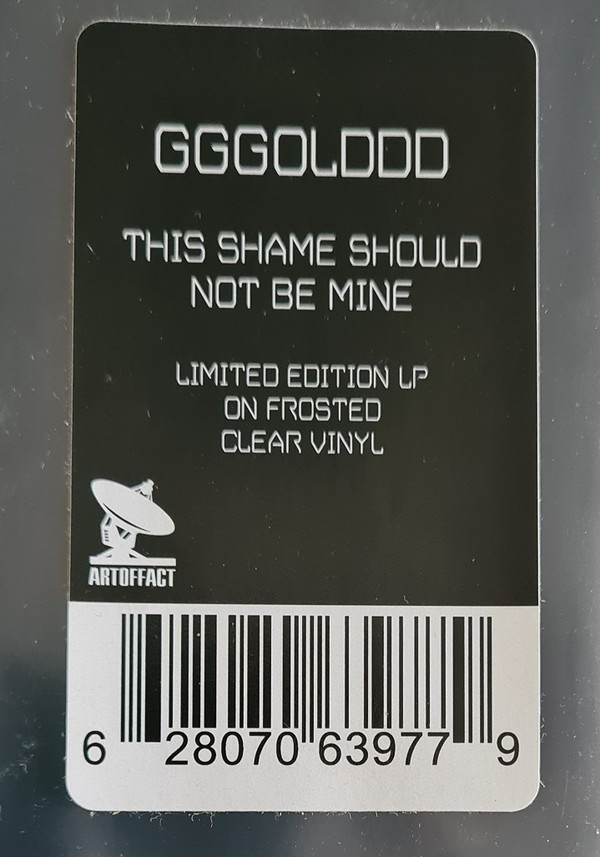 GGGOLDDD
THIS SHAME SHOULD
NOT BE MINE
LIMITED EDITION LP
ON FROSTED
CLEAR VINYL
ARTOFFACT
6 28070 63977 9